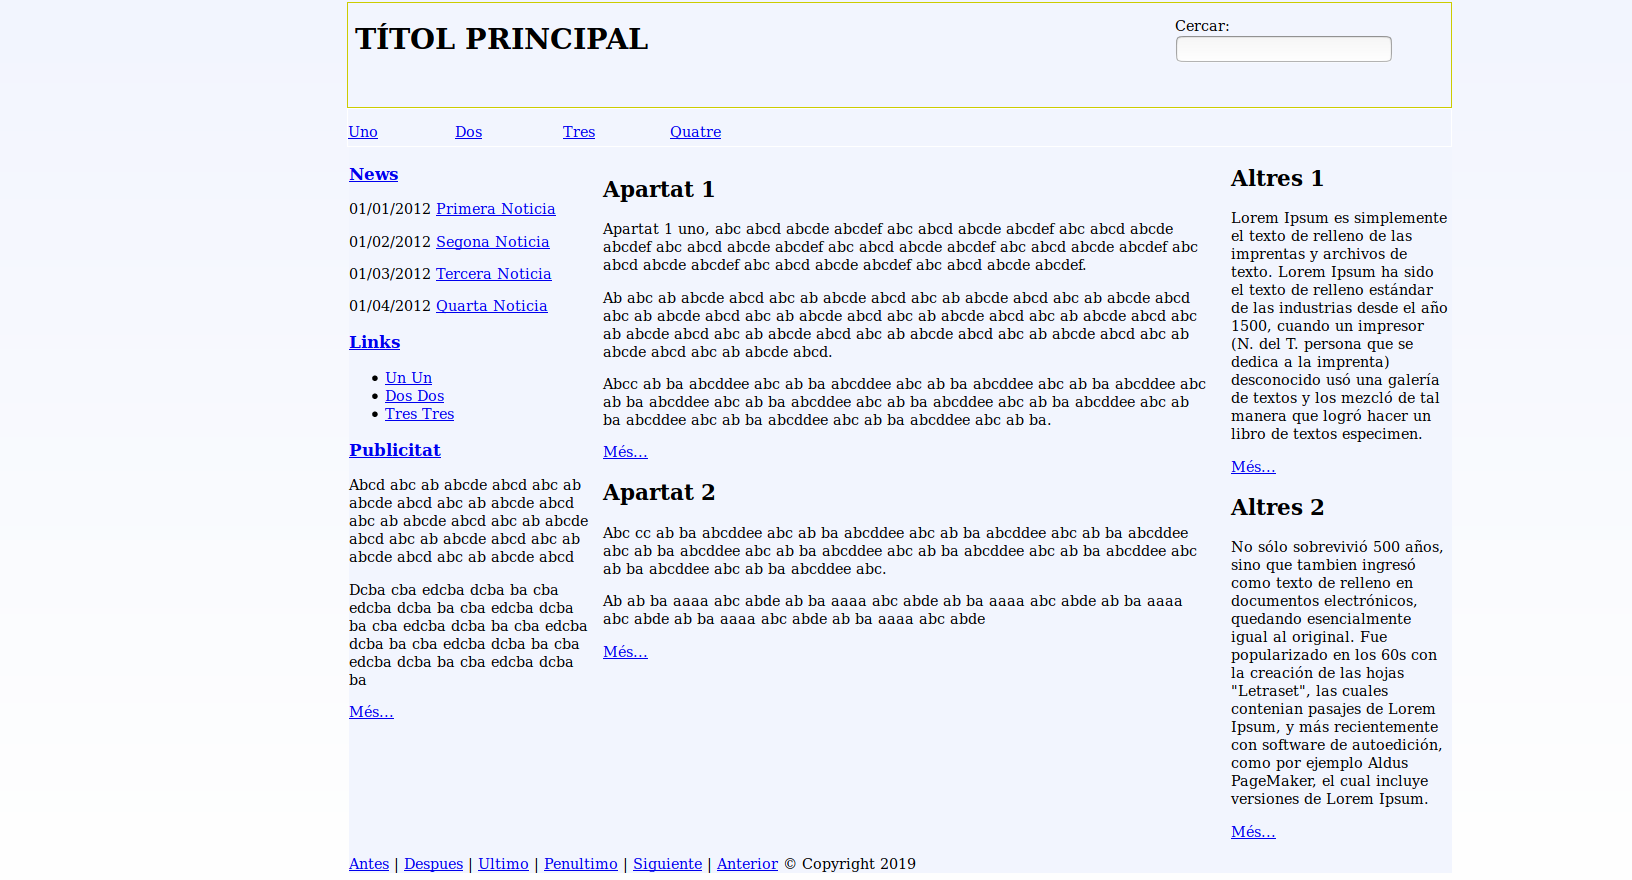 TÍTOL PRINCIPAL
Cercar:
Uno Dos Tres Quatre
News
01/01/2012 Primera Noticia
01/02/2012 Segona Noticia
01/03/2012 Tercera Noticia
01/04/2012 Quarta Noticia
Links
Un Un
Dos Dos
Tres Tres
Publicitat
Abcd abc ab abcde abcd abc ab
abcde abcd abc ab abcde abcd
abc ab abcde abcd abc ab abcde
abcd abc ab abcde abcd abc ab
abcde abcd abc ab abcde abcd
Dcba cba edcba dcba ba cba
edcba dcba ba cba edcba dcba
ba cba edcba dcba ba cba edcba
dcba ba cba edcba dcba ba cba
edcba dcba ba cba edcba dcba
ba
Més...
Apartat 1
Apartat 1 uno, abc abcd abcde abcdef abc abcd abcde abcdef abc abcd abcde
abcdef abc abcd abcde abcdef abc abcd abcde abcdef abc abcd abcde abcdef abc
abcd abcde abcdef abc abcd abcde abcdef abc abcd abcde abcdef.
Ab abc ab abcde abcd abc ab abcde abcd abc ab abcde abcd abc ab abcde abcd
abc ab abcde abcd abc ab abcde abcd abc ab abcde abcd abc ab abcde abcd abc
ab abcde abcd abc ab abcde abcd abc ab abcde abcd abc ab abcde abcd abc ab
abcde abcd abc ab abcde abcd.
Abcc ab ba abcddee abc ab ba abcddee abc ab ba abcddee abc ab ba abcddee abc
ab ba abcddee abc ab ba abcddee abc ab ba abcddee abc ab ba abcddee abc ab
ba abcddee abc ab ba abcddee abc ab ba abcddee abc ab ba.
Més...
Apartat 2
Abc cc ab ba abcddee abc ab ba abcddee abc ab ba abcddee abc ab ba abcddee
abc ab ba abcddee abc ab ba abcddee abc ab ba abcddee abc ab ba abcddee abc
ab ba abcddee abc ab ba abcddee abc.
Ab ab ba aaaa abc abde ab ba aaaa abc abde ab ba aaaa abc abde ab ba aaaa
abc abde ab ba aaaa abc abde ab ba aaaa abc abde
Més...
Altres 1
Lorem Ipsum es simplemente
el texto de relleno de las
imprentas y archivos de
texto. Lorem Ipsum ha sido
el texto de relleno estándar
de las industrias desde el año
1500, cuando un impresor
(N. del T. persona que se
dedica a la imprenta)
desconocido usó una galería
de textos y los mezcló de tal
manera que logró hacer un
libro de textos especimen.
Més...
Altres 2
No sólo sobrevivió 500 años,
sino que tambien ingresó
como texto de relleno en
documentos electrónicos,
quedando esencialmente
igual al original. Fue
popularizado en los 60s con
la creación de las hojas
"Letraset", las cuales
contenian pasajes de Lorem
Ipsum, y más recientemente
con software de autoedición,
como por ejemplo Aldus
PageMaker, el cual incluye
versiones de Lorem Ipsum.
Més...
Antes | Despues | Ultimo | Penultimo | Siguiente | Anterior © Copyright 2019